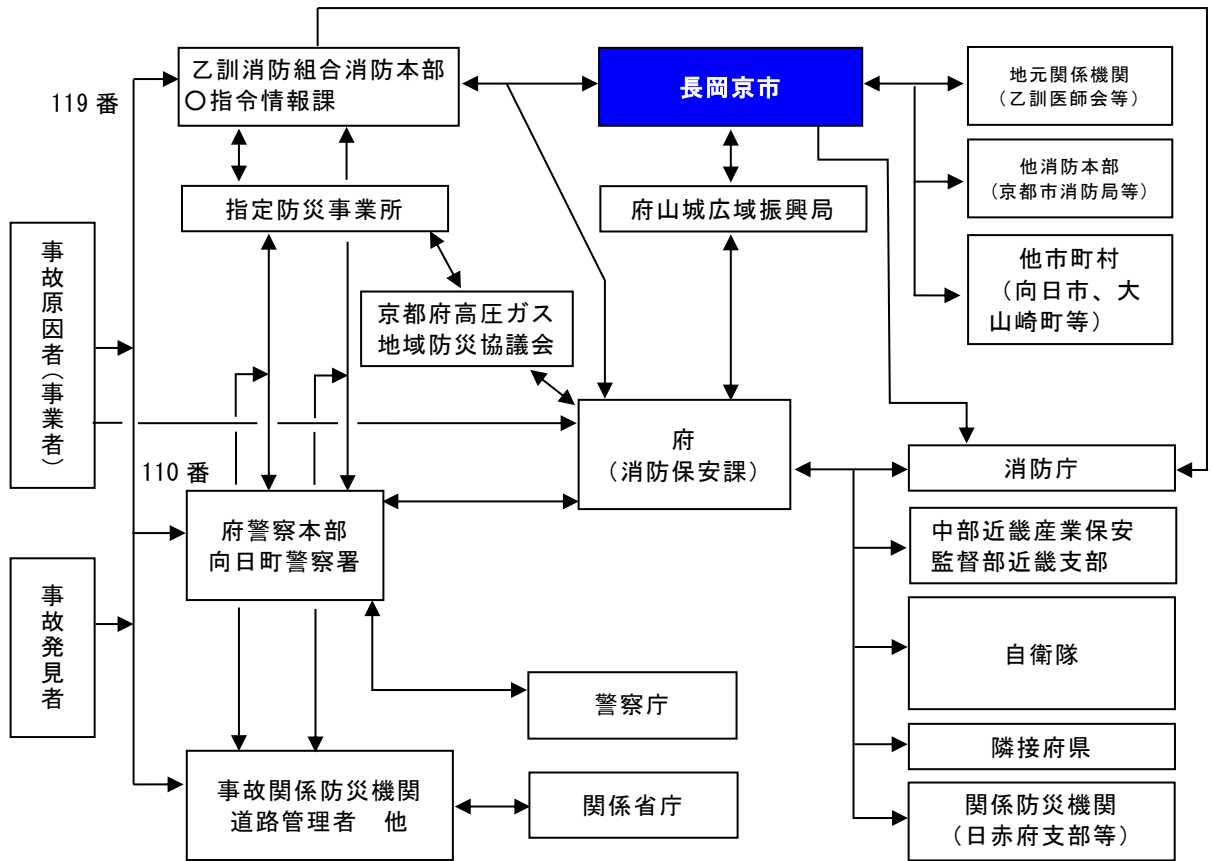 乙訓消防組合消防本部
〇指令情報課
長岡京市
地元関係機関
（乙訓医師会等）
119 番
他消防本部
（京都市消防局等）
指定防災事業所
府山城広域振興局
他市町村
（向日市、大
山崎町等）
事故原因者（事業者）
京都府高圧ガス
地域防災協議会
府
（消防保安課）
消防庁
110 番
府警察本部
向日町警察署
中部近畿産業保安
監督部近畿支部
事故発見者
自衛隊
警察庁
隣接府県
事故関係防災機関
道路管理者　他
関係省庁
関係防災機関
（日赤府支部等）